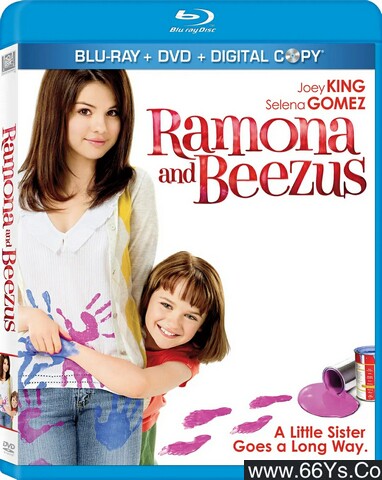 Blu-ray Disc
BLU-RAY + DVD + DIGITAL COPY
Joey KING
Selena GOMEZ
Ramona
and Beezus
Ramona and Beezus
A Little Sister
Goes a Long Way.
DVD
www.66Ys.Co